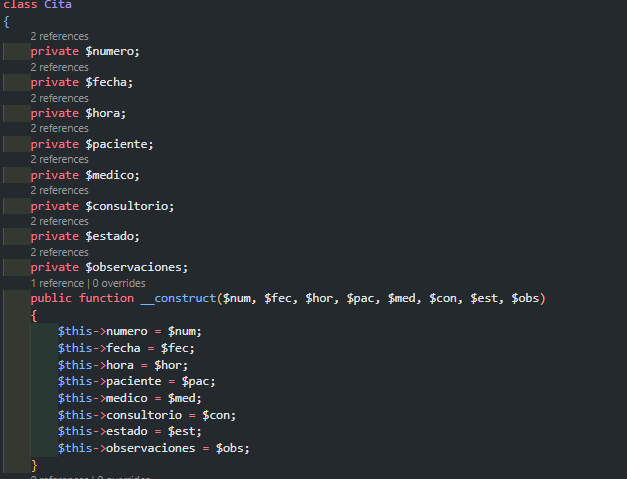 class Cita
{
2 references
private $numero;
2 references
private $fecha;
2 references
private $hora;
2 references
private $paciente;
2 references
private $medico;
2 references
private $consultorio;
2 references
private $estado;
2 references
private $observaciones;
1 reference | 0 overrides
public function __construct($num, $fec, $hor, $pac, $med, $con, $est, $obs)
{
$this->numero = $num;
$this->fecha = $fec;
$this->hora = $hor;
$this->paciente = $pac;
$this->medico = $med;
$this->consultorio = $con;
$this->estado = $est;
$this->observaciones = $obs;
}